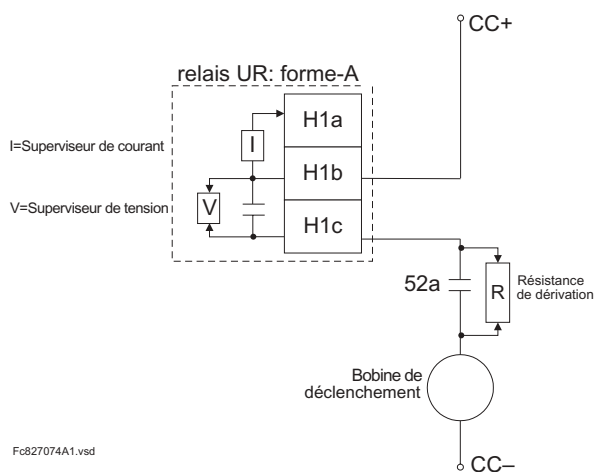 CC+
relais UR: forme-A
H1a
I=Superviseur de courant
I
H1b
V=Superviseur de tension
V
H1c
52a
R
Résistance
de dérivation
Bobine de
déclenchement
Fc827074A1.vsd
CC–